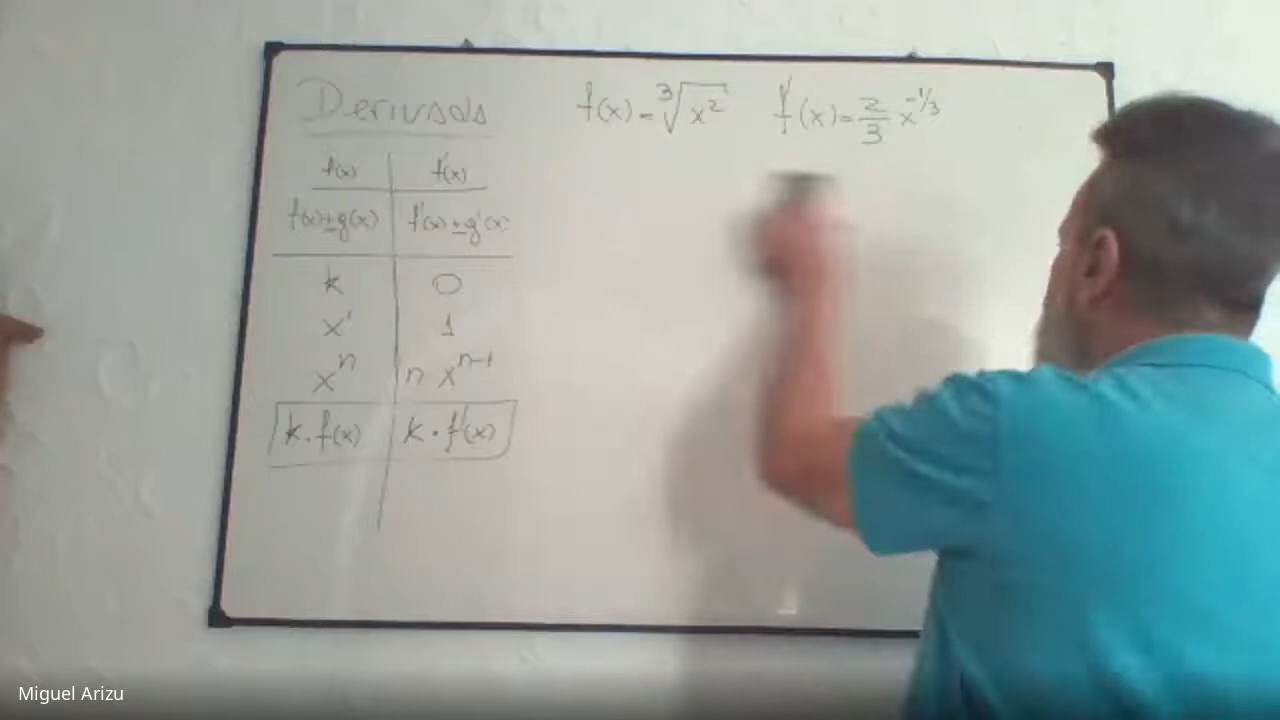 Derivada
f(x) f'(x)
f(x)±g(x) f'(x)±g'(x)
k 0
x¹ 1
xⁿ n xⁿ⁻¹
k·f(x) k·f'(x)
f(x)=∛x² f'(x)=2/3 x^-1/3
Miguel Arizu